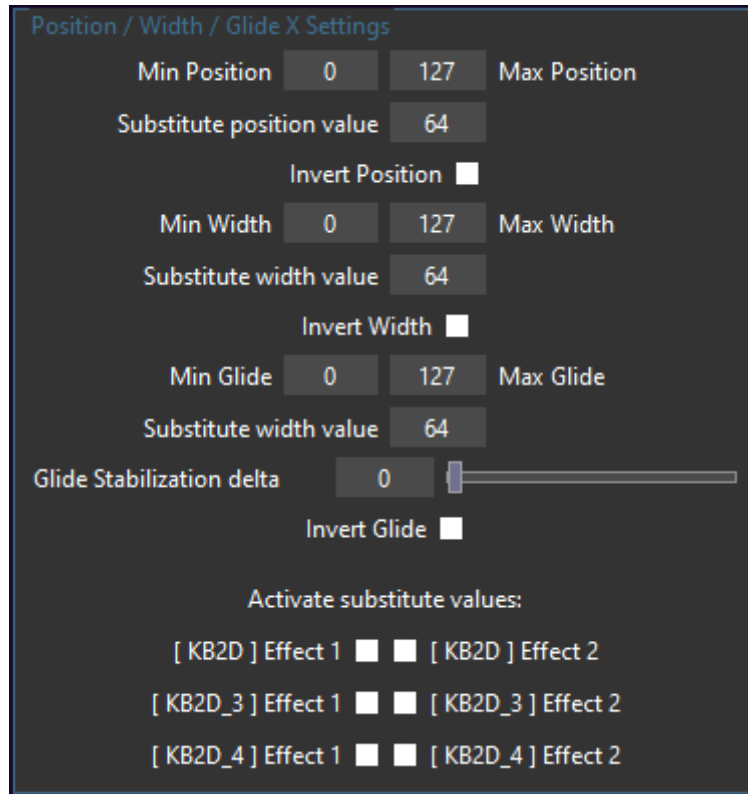 Position / Width / Glide X Settings
Min Position 0 127 Max Position
Substitute position value 64
Invert Position
Min Width 0 127 Max Width
Substitute width value 64
Invert Width
Min Glide 0 127 Max Glide
Substitute width value 64
Glide Stabilization delta 0
Invert Glide
Activate substitute values:
[ KB2D ] Effect 1 [ KB2D ] Effect 2
[ KB2D_3 ] Effect 1 [ KB2D_3 ] Effect 2
[ KB2D_4 ] Effect 1 [ KB2D_4 ] Effect 2